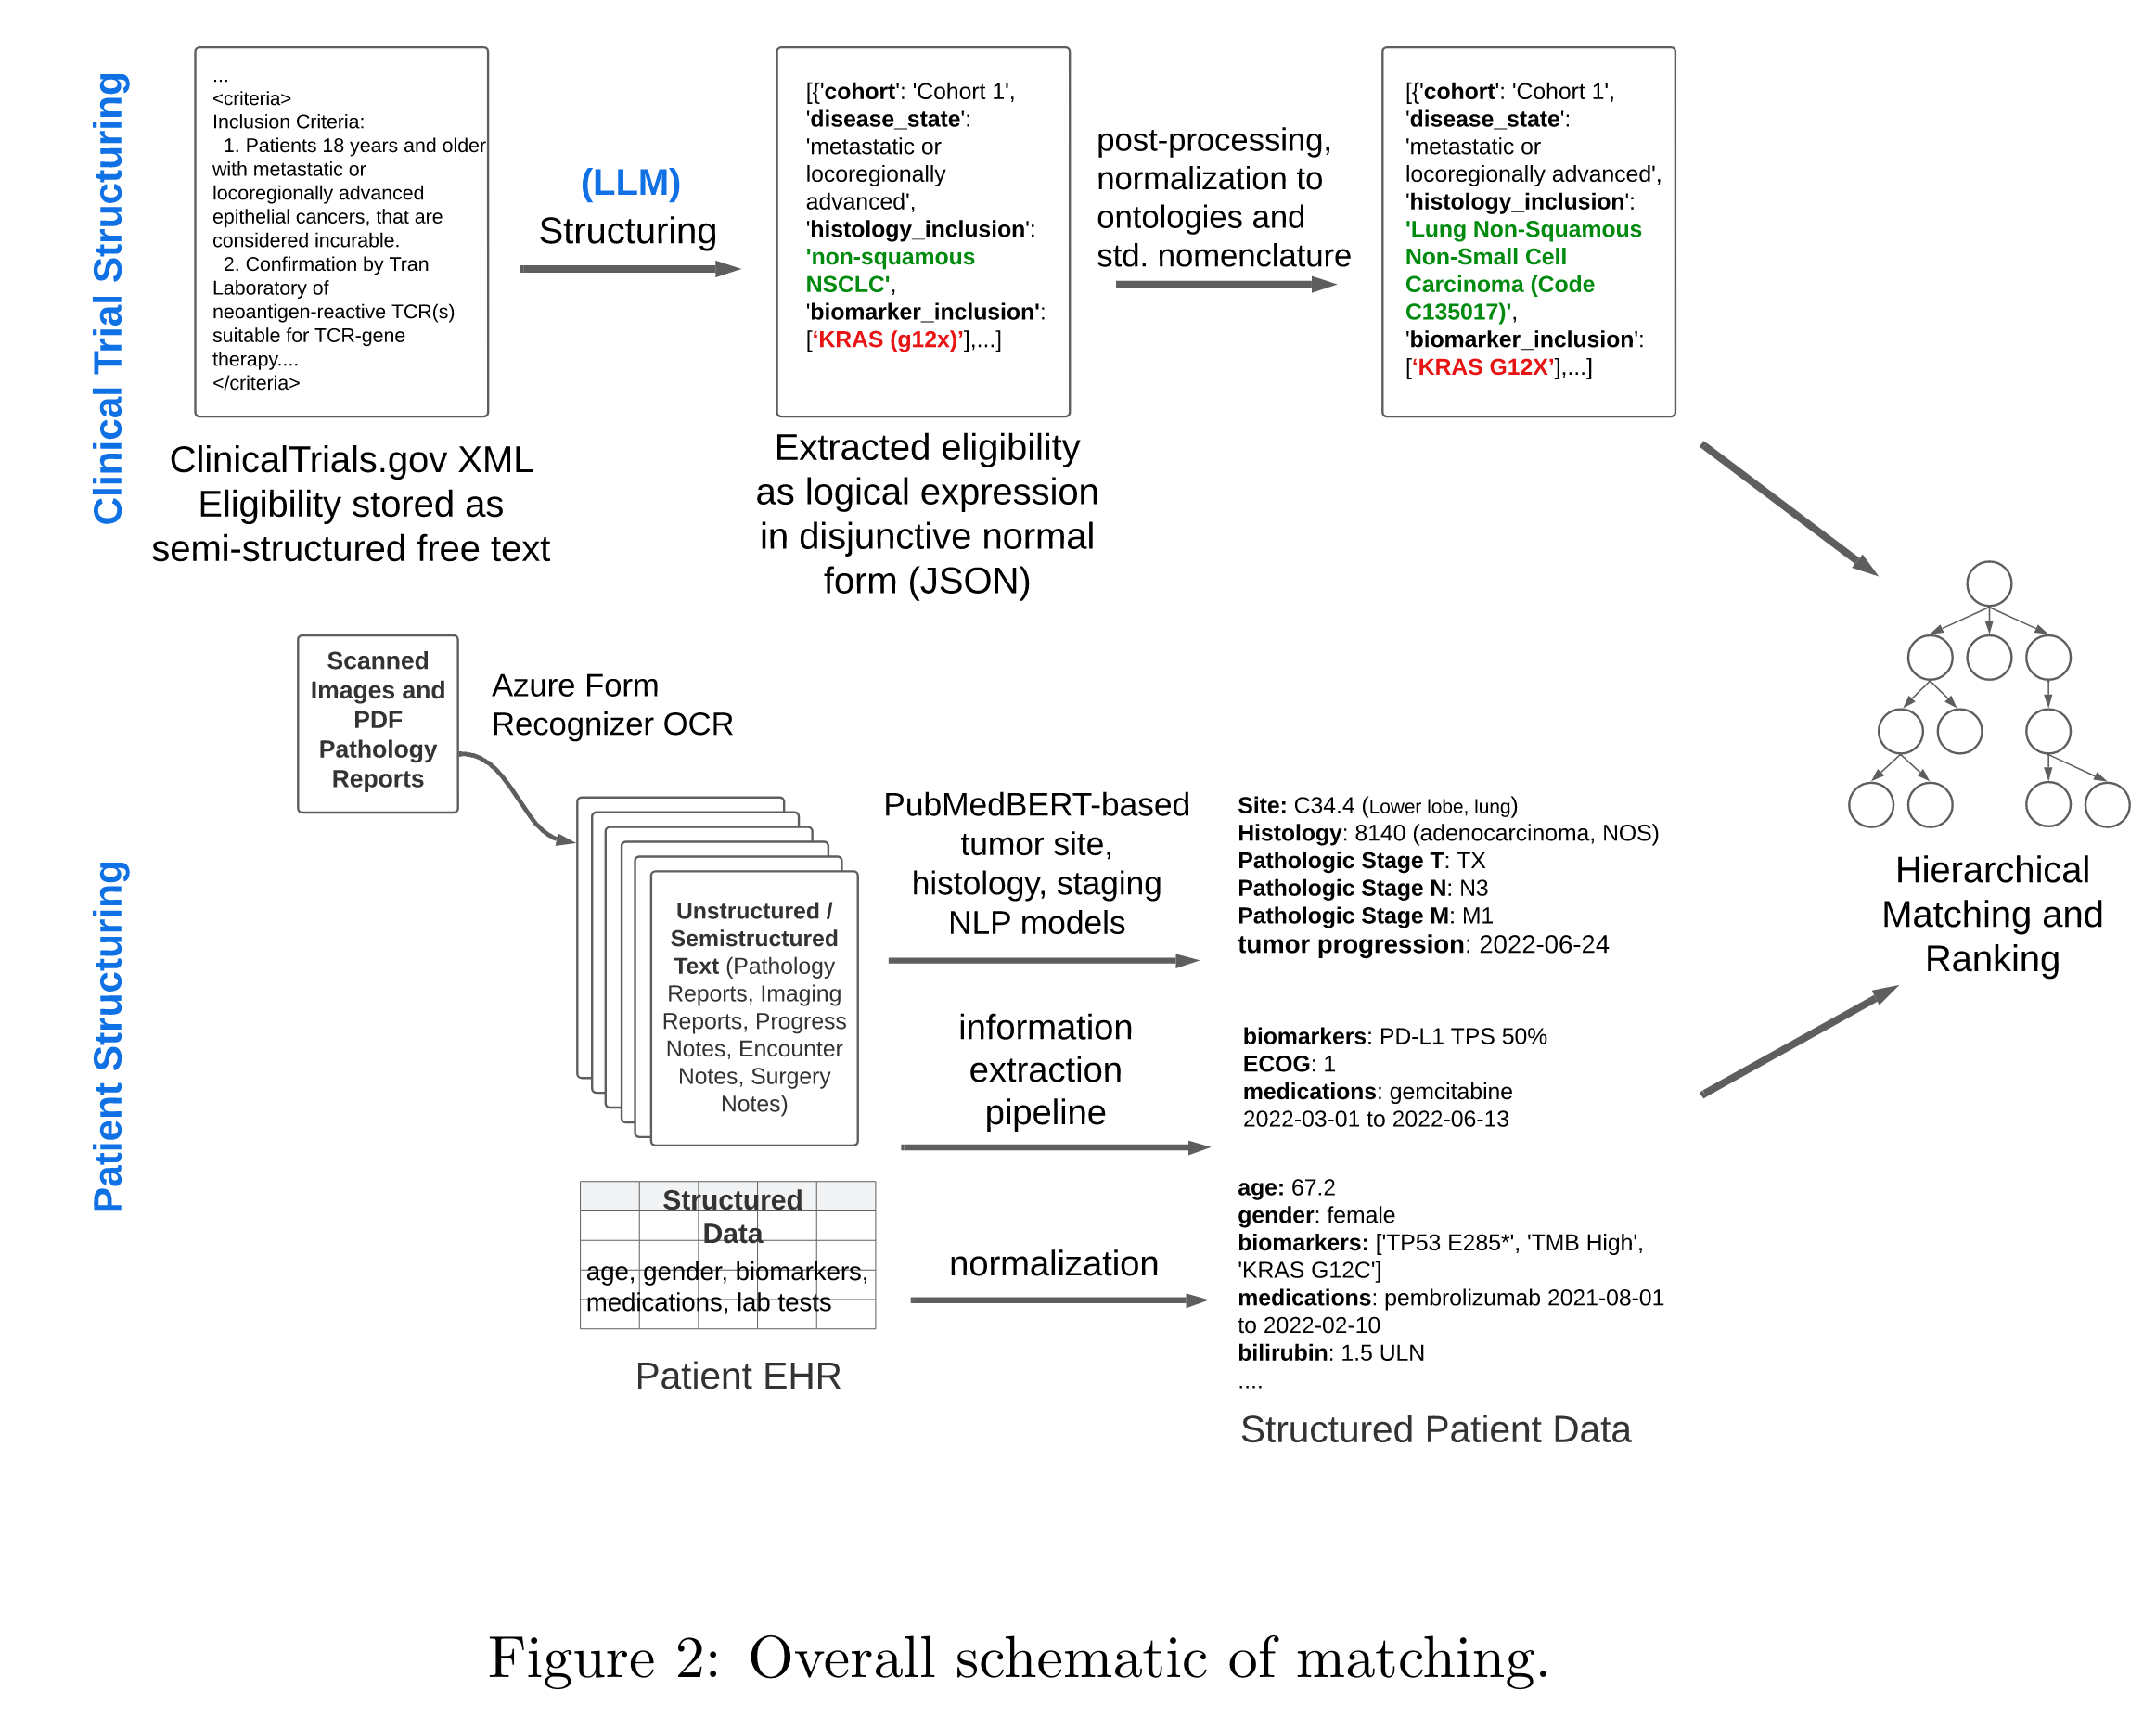 Clinical Trial Structuring
...
<criteria>
Inclusion Criteria:
1. Patients 18 years and older
with metastatic or
locoregionally advanced
epithelial cancers, that are
considered incurable.
2. Confirmation by Tran
Laboratory of
neoantigen-reactive TCR(s)
suitable for TCR-gene
therapy....
</criteria>
ClinicalTrials.gov XML
Eligibility stored as
semi-structured free text
(LLM)
Structuring
[{'cohort': 'Cohort 1',
'disease_state':
'metastatic or
locoregionally
advanced',
'histology_inclusion':
'non-squamous
NSCLC',
'biomarker_inclusion':
[‘KRAS (g12x)’],...]
Extracted eligibility
as logical expression
in disjunctive normal
form (JSON)
post-processing,
normalization to
ontologies and
std. nomenclature
[{'cohort': 'Cohort 1',
'disease_state':
'metastatic or
locoregionally advanced',
'histology_inclusion':
'Lung Non-Squamous
Non-Small Cell
Carcinoma (Code
C135017)',
'biomarker_inclusion':
[‘KRAS G12X’],...]
Patient Structuring
Scanned
Images and
PDF
Pathology
Reports
Azure Form
Recognizer OCR
Unstructured /
Semistructured
Text (Pathology
Reports, Imaging
Reports, Progress
Notes, Encounter
Notes, Surgery
Notes)
Structured
Data
age, gender, biomarkers,
medications, lab tests
Patient EHR
PubMedBERT-based
tumor site,
histology, staging
NLP models
information
extraction
pipeline
normalization
Site: C34.4 (Lower lobe, lung)
Histology: 8140 (adenocarcinoma, NOS)
Pathologic Stage T: TX
Pathologic Stage N: N3
Pathologic Stage M: M1
tumor progression: 2022-06-24
biomarkers: PD-L1 TPS 50%
ECOG: 1
medications: gemcitabine
2022-03-01 to 2022-06-13
age: 67.2
gender: female
biomarkers: ['TP53 E285*', 'TMB High',
'KRAS G12C']
medications: pembrolizumab 2021-08-01
to 2022-02-10
bilirubin: 1.5 ULN
....
Structured Patient Data
Hierarchical
Matching and
Ranking
Figure 2: Overall schematic of matching.